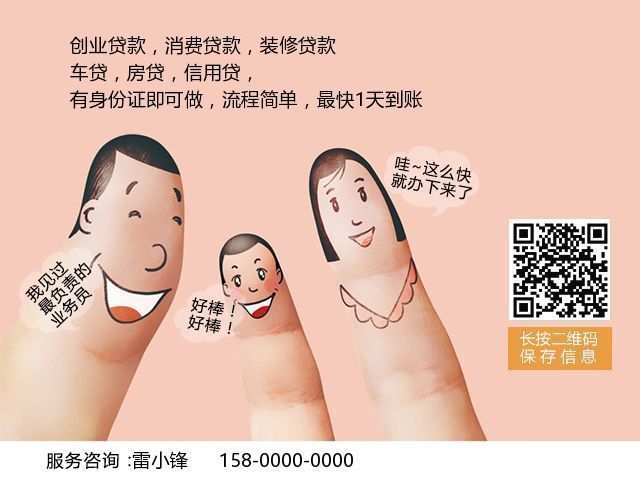 创业贷款，消费贷款，装修贷款
车贷，房贷，信用贷，
有身份证即可做，流程简单，最快1天到账
哇~这么快
就办下来了
我见过
最负责的
业务员
好棒！
好棒！
长按二维码
保存信息
服务咨询:雷小锋 158-0000-0000